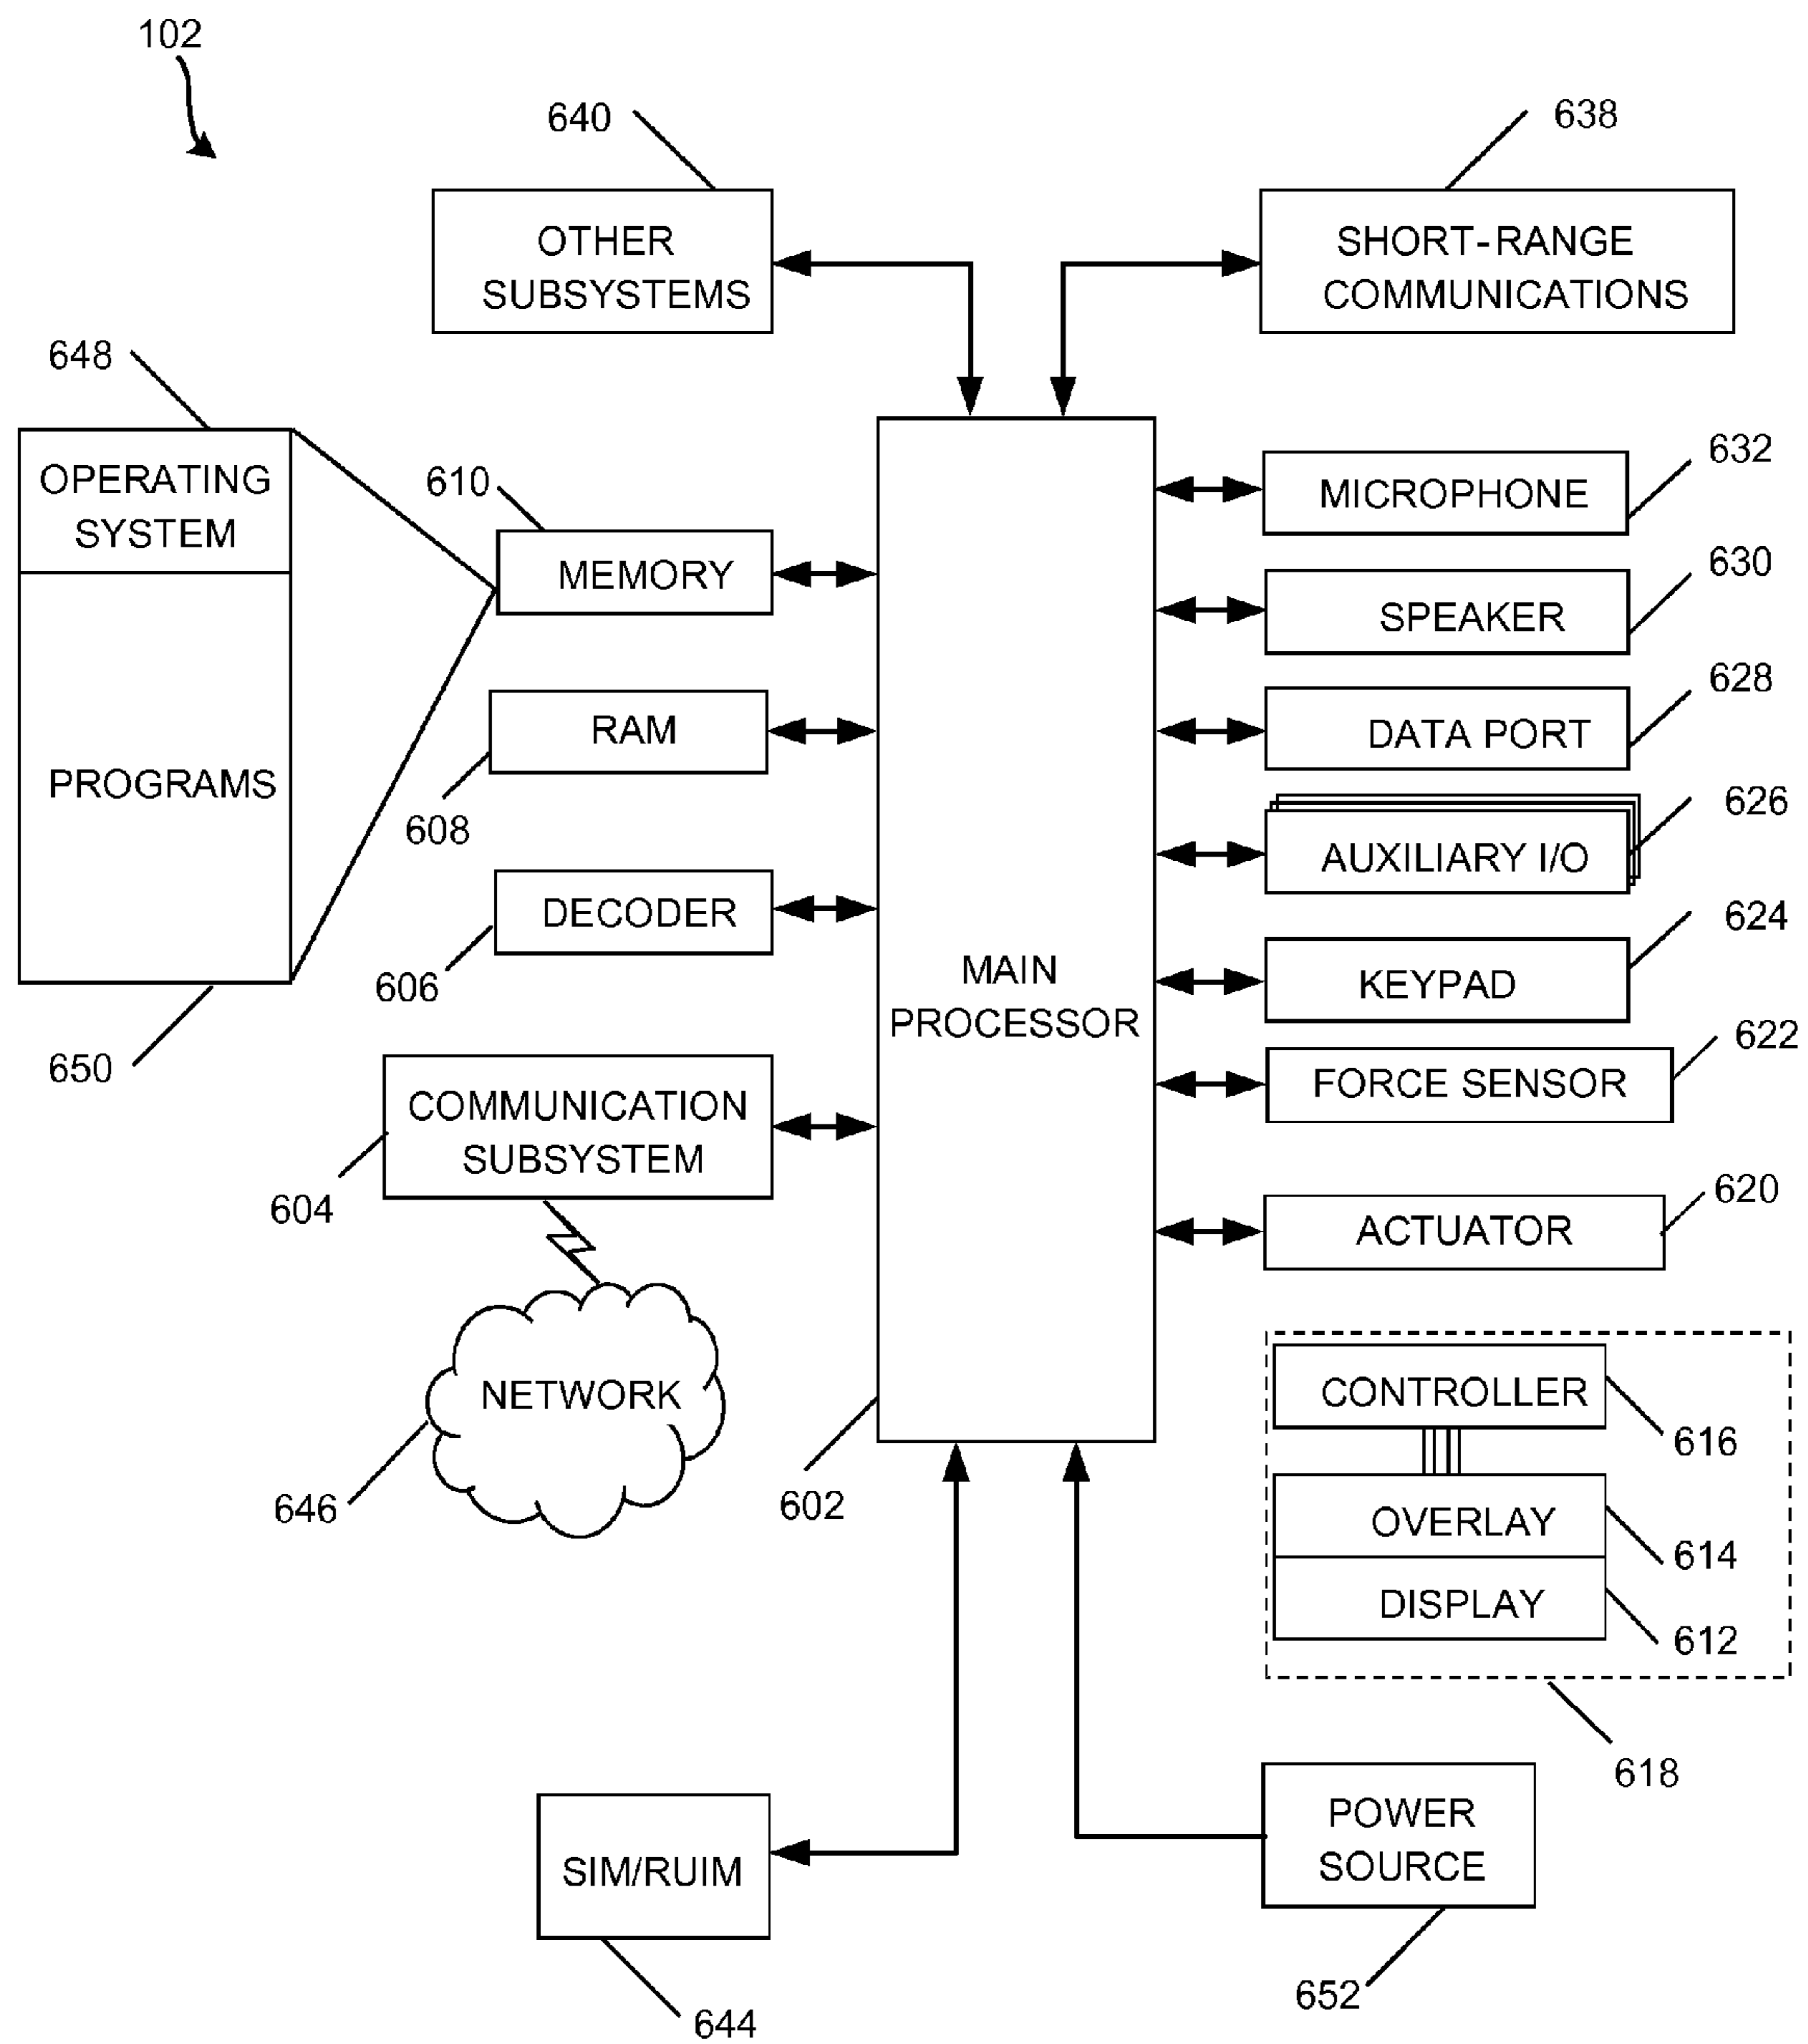 102
640
638
OTHER
SUBSYSTEMS
SHORT-RANGE
COMMUNICATIONS
648
OPERATING
SYSTEM
PROGRAMS
650
610
MEMORY
RAM
608
DECODER
606
COMMUNICATION
SUBSYSTEM
604
NETWORK
646
MAIN
PROCESSOR
602
MICROPHONE
632
SPEAKER
630
DATA PORT
628
AUXILIARY I/O
626
KEYPAD
624
FORCE SENSOR
622
ACTUATOR
620
CONTROLLER
616
OVERLAY
614
DISPLAY
612
618
SIM/RUIM
644
POWER
SOURCE
652